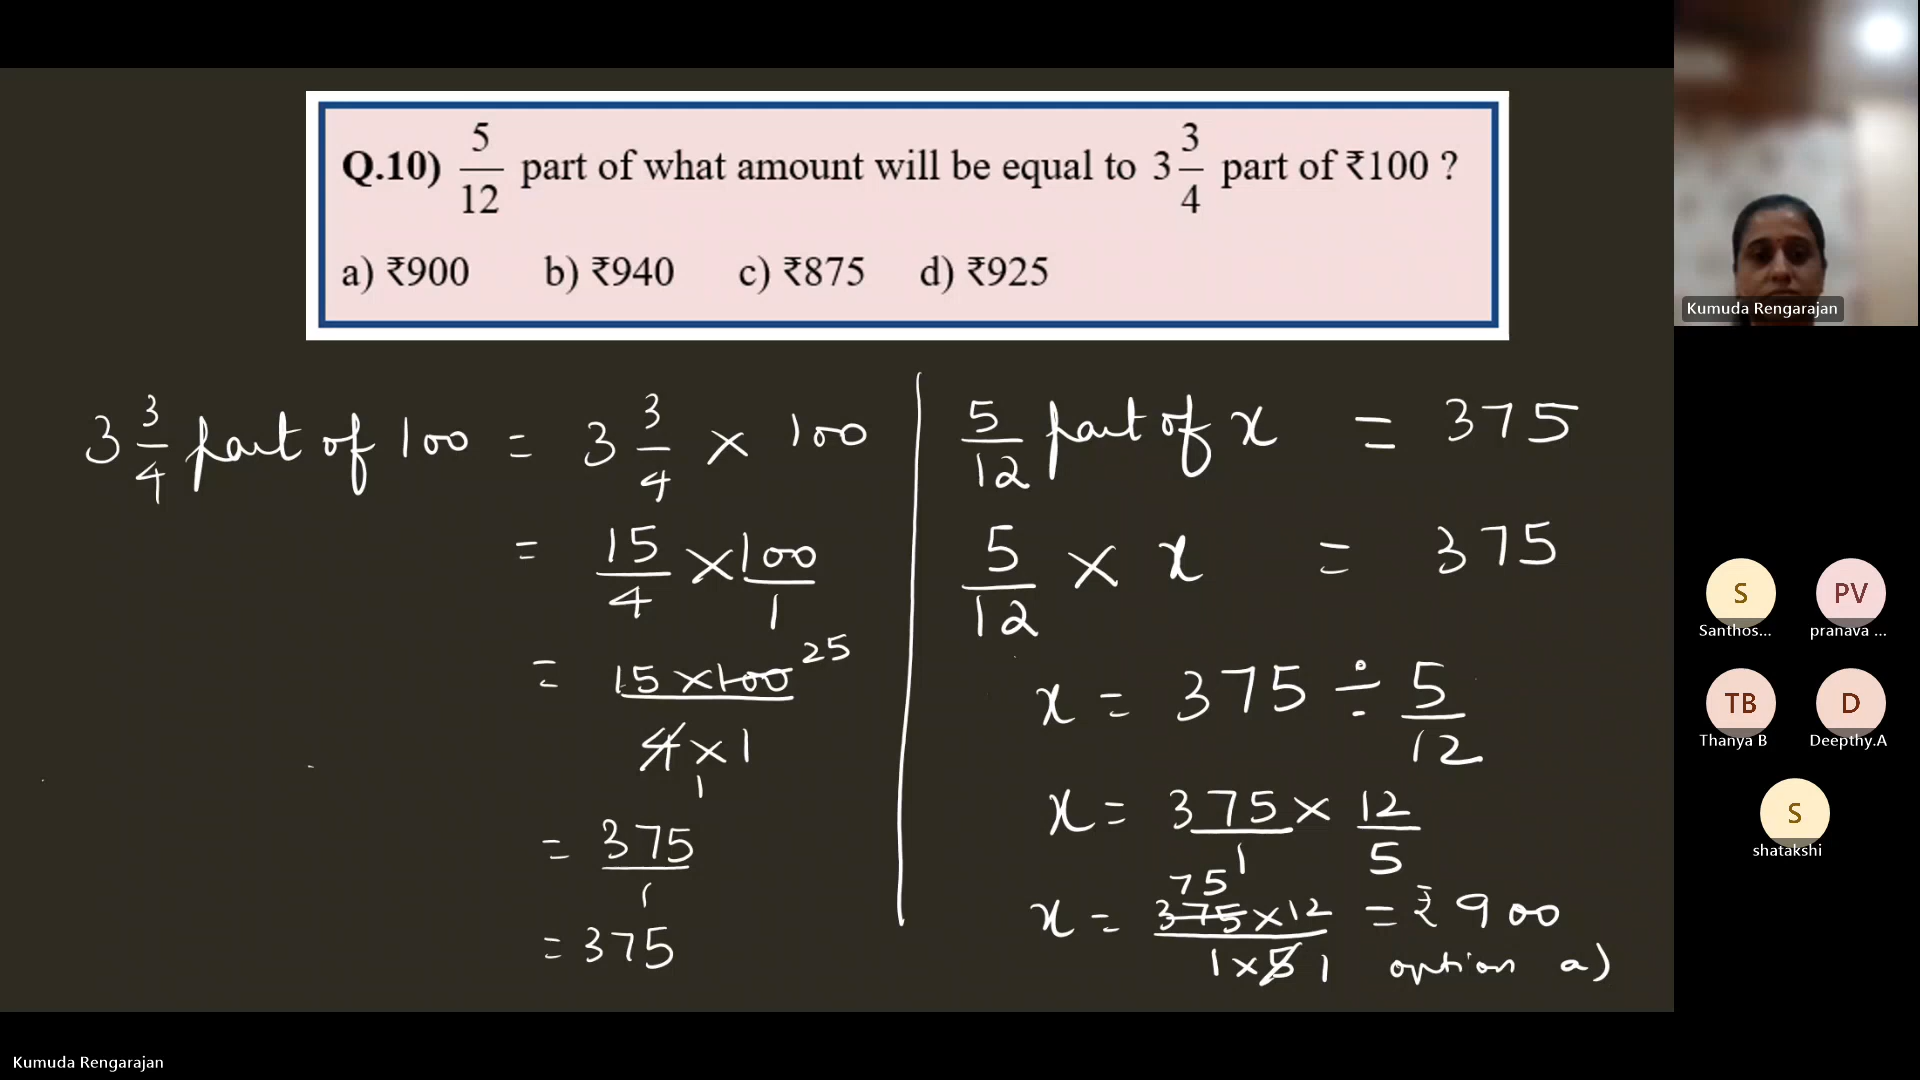 Q.10) 5/12 part of what amount will be equal to 3 3/4 part of ₹100 ?
a) ₹900 b) ₹940 c) ₹875 d) ₹925
3 3/4 part of 100 = 3 3/4 × 100
= 15/4 × 100/1
= 15 × 100 25 / 4 × 1 1
= 375/1
= 375
5/12 part of x = 375
5/12 × x = 375
x = 375 ÷ 5/12
x = 375/1 × 12/5
x = 75 375 × 12 / 1 × 5 1 = ₹ 900
option a)
Kumuda Rengarajan
S
Santhos...
PV
pranava ...
TB
Thanya B
D
Deepthy.A
S
shatakshi
Kumuda Rengarajan